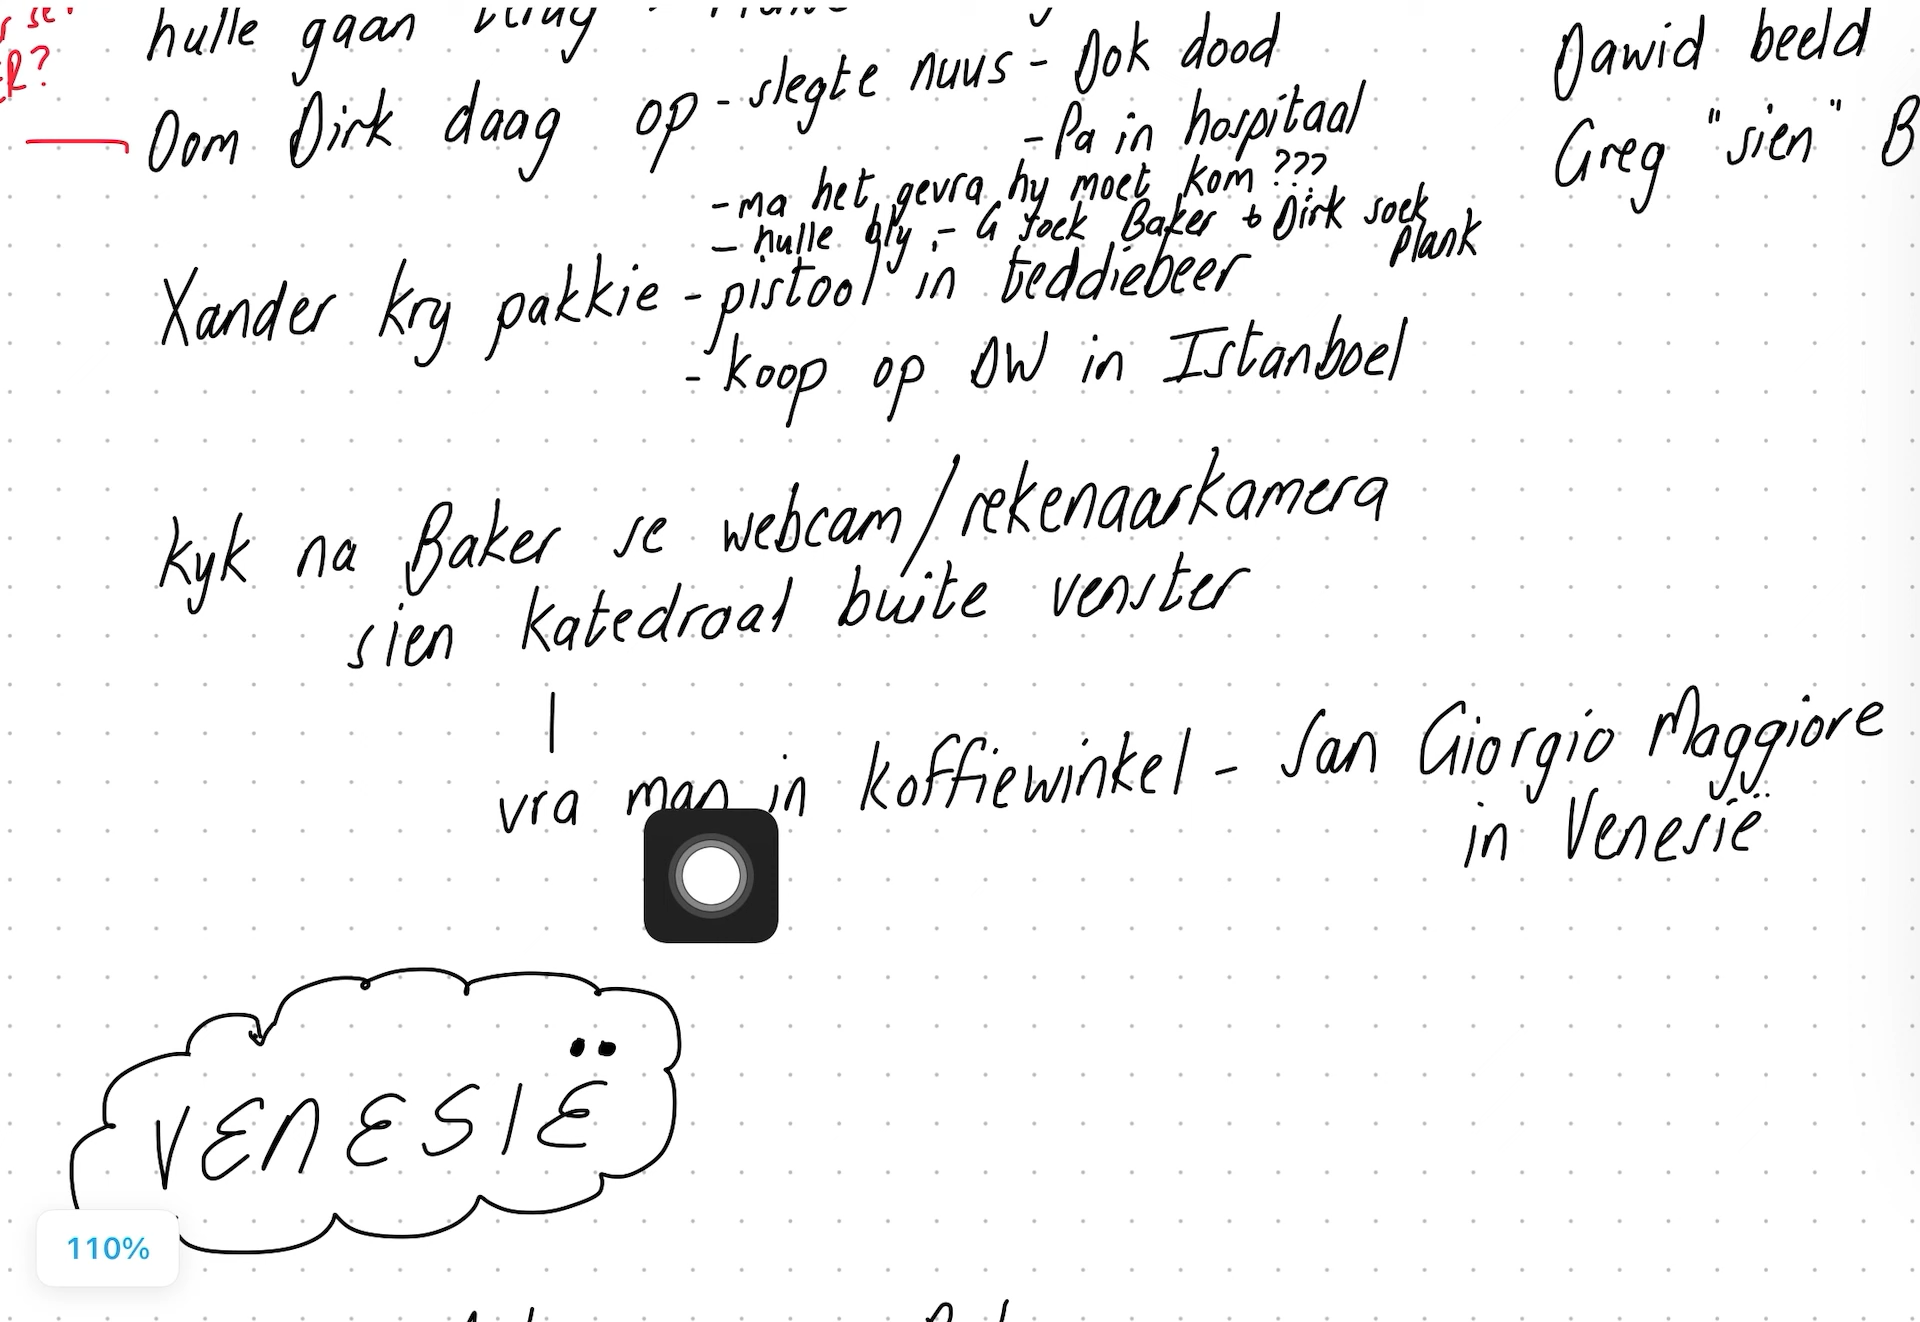 se
R?
hulle gaan terug
Oom Dirk daag op - slegte nuus - Dok dood
- Pa in hospitaal
- ma het gevra hy moet kom ???
- hulle bly - G soek Baker + Dirk soek
plank
Xander kry pakkie - pistool in teddiebeer
- koop op DW in Istanboel
kyk na Baker se webcam/rekenaarkamera
sien katedraal buite venster
vra man in koffiewinkel - San Giorgio Maggiore
in Venesië
VENESIË
110%
Dawid beeld
Greg "sien" B